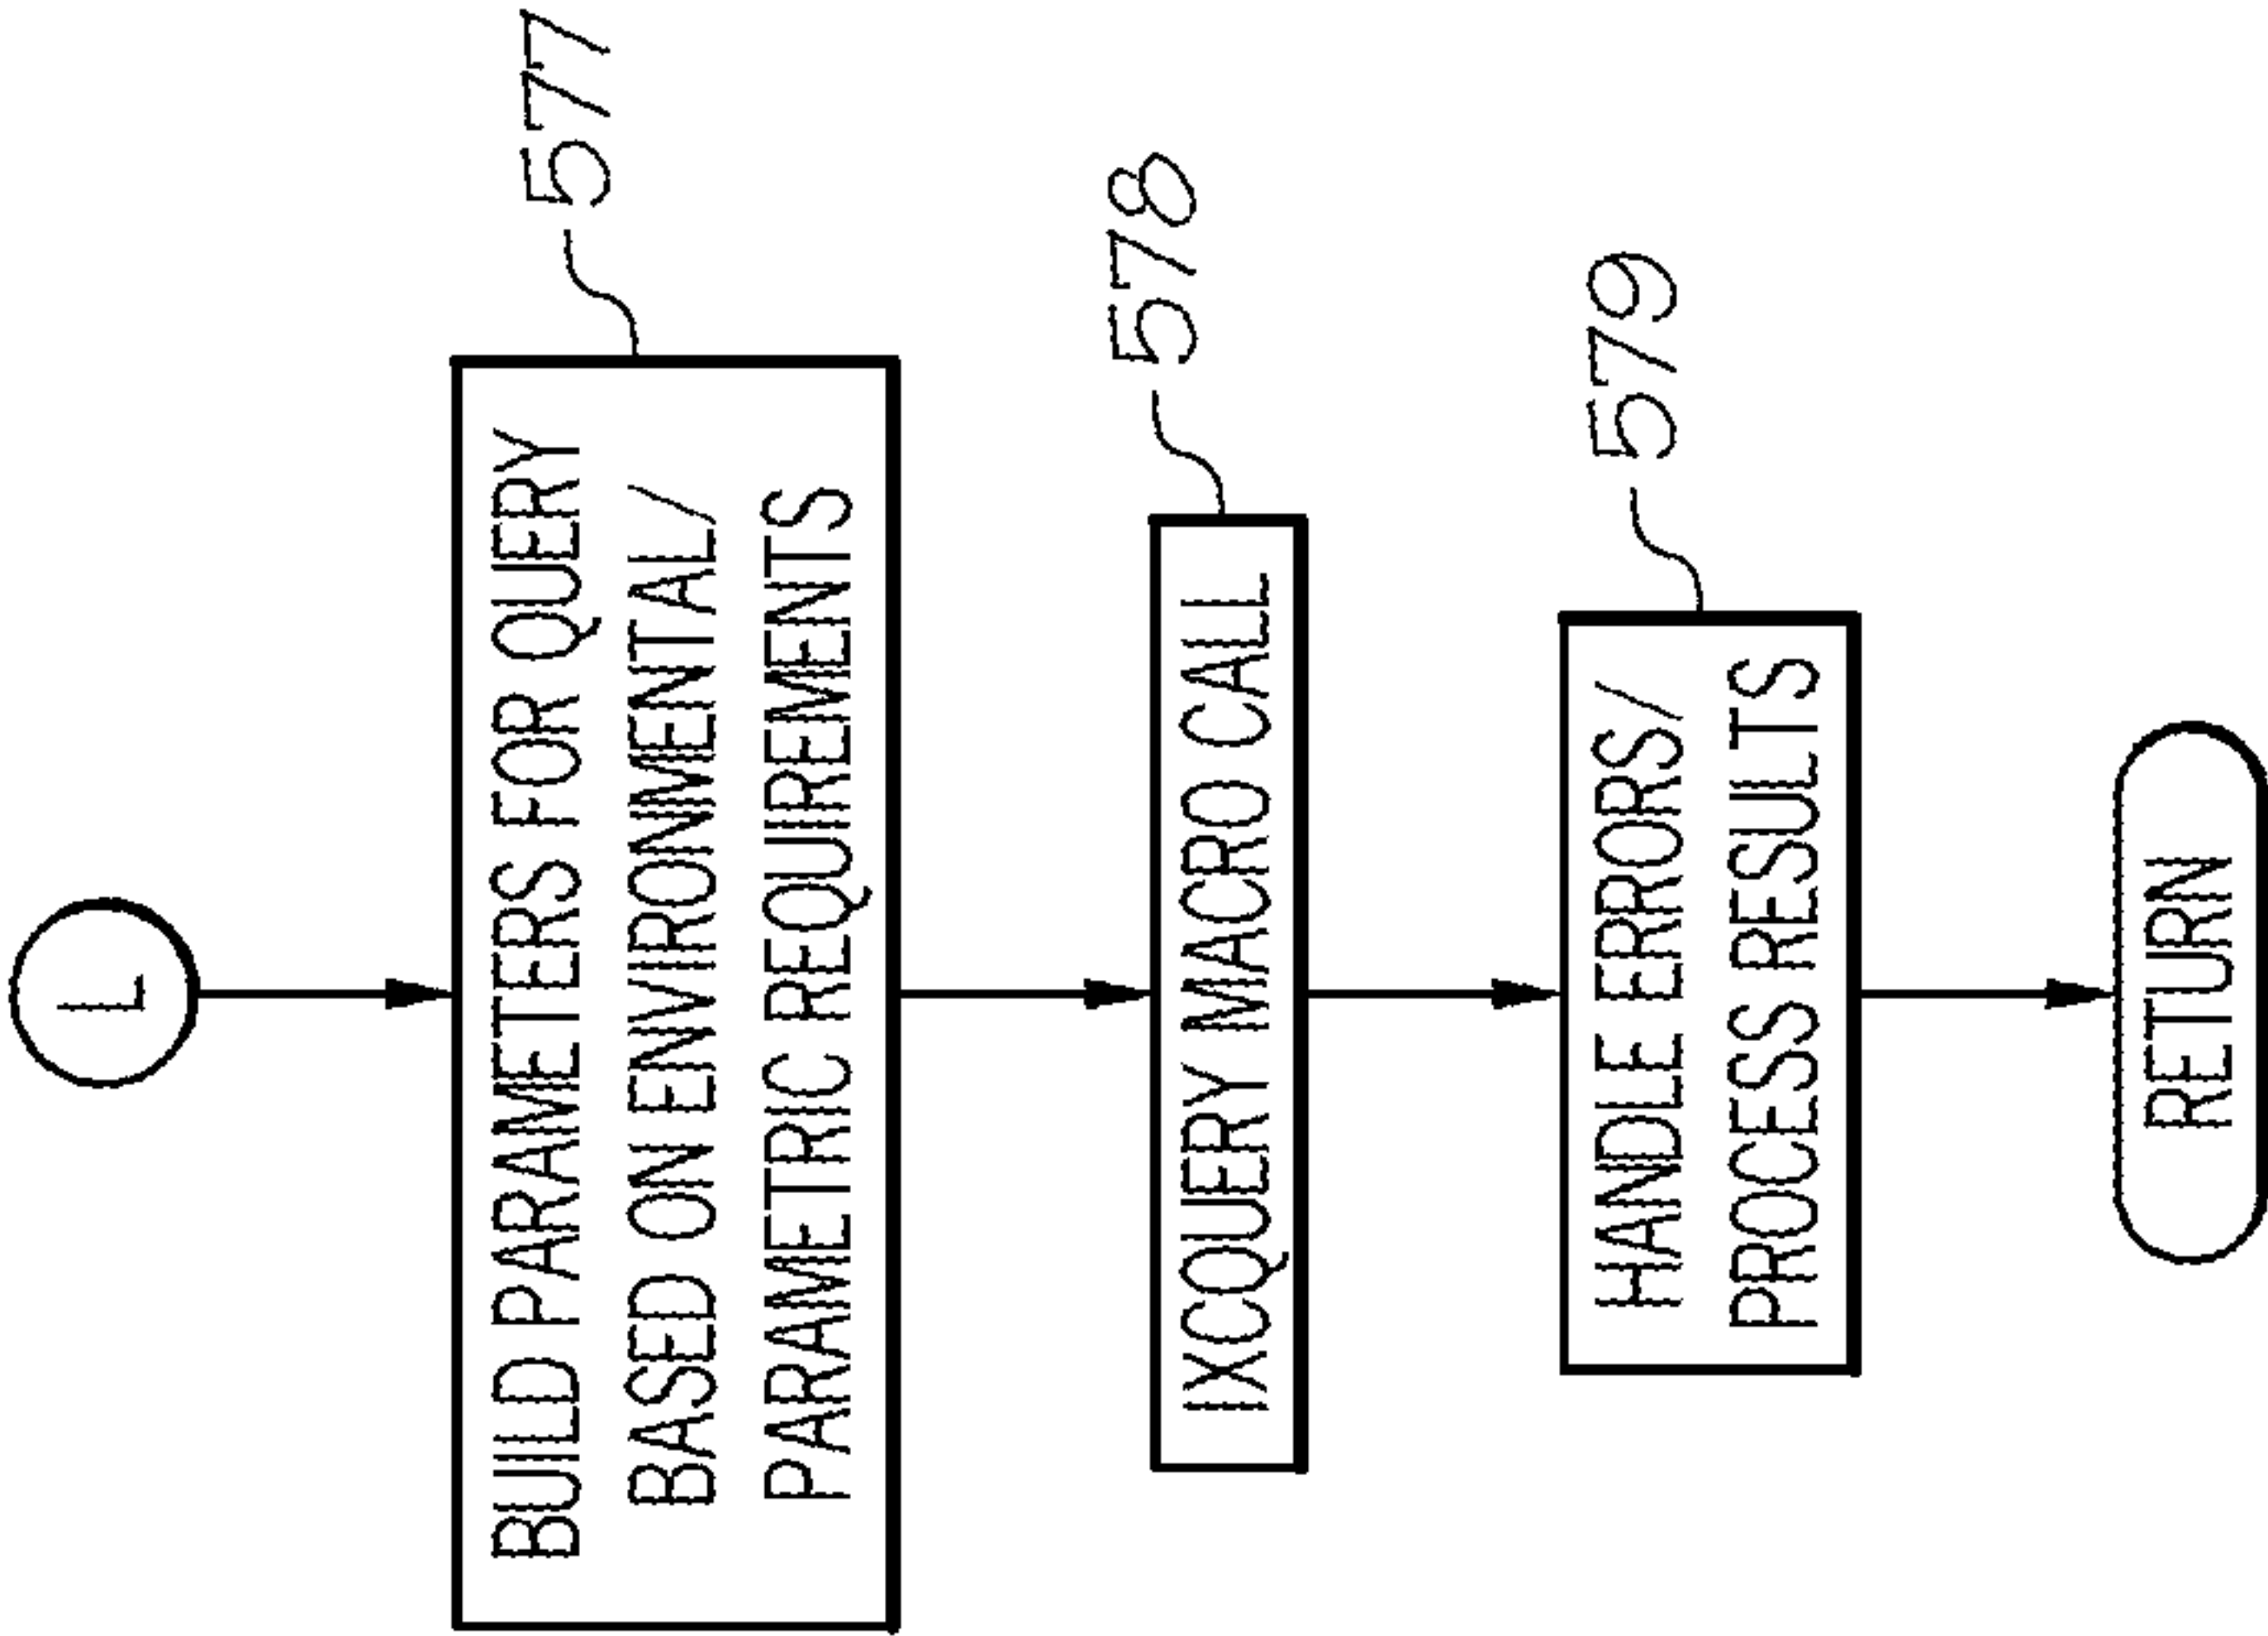 L
BUILD PARAMETERS FOR QUERY
BASED ON ENVIRONMENTAL/
PARAMETRIC REQUIREMENTS
577
IXCQUERY MACRO CALL
578
HANDLE ERRORS/
PROCESS RESULTS
579
RETURN